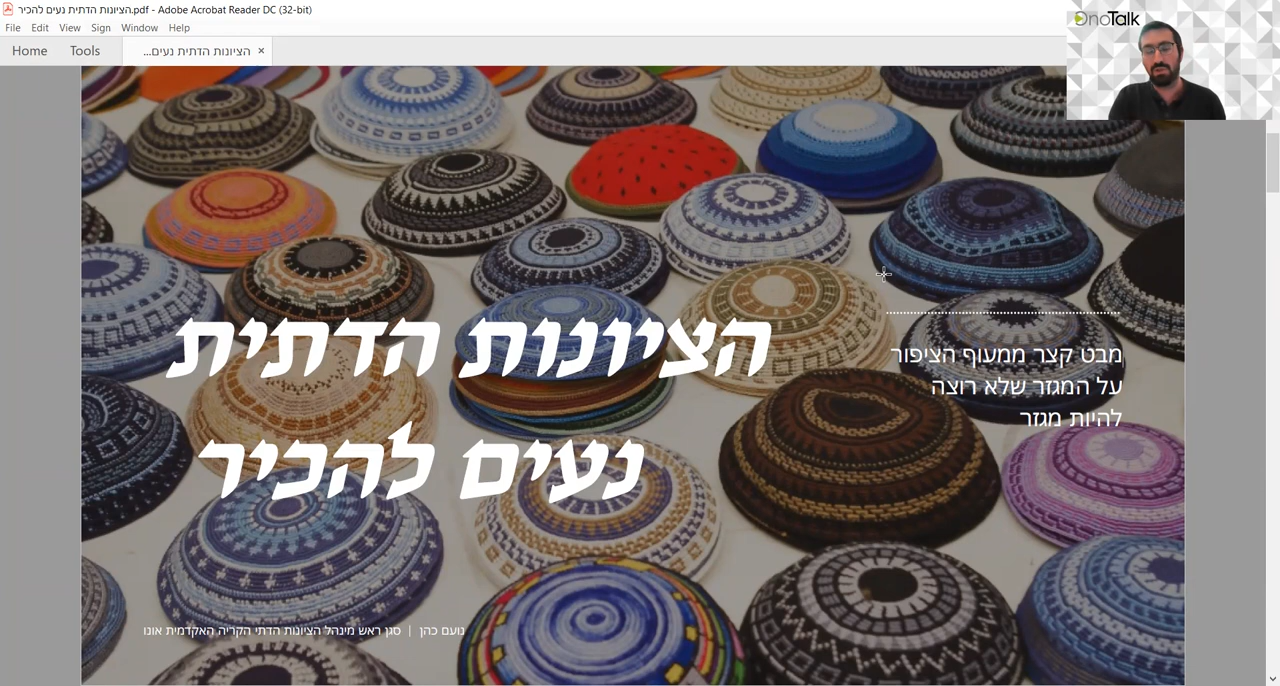 הציונות הדתית נעים להכיר.pdf - Adobe Acrobat Reader DC (32-bit)
File Edit View Sign Window Help
Home Tools הציונות הדתית נעים...‎ ×
OnoTalk
הציונות הדתית
נעים להכיר
מבט קצר ממעוף הציפור
על המגזר שלא רוצה
להיות מגזר
נועם כהן | סגן ראש מינהל הציונות הדתי הקריה האקדמית אונו